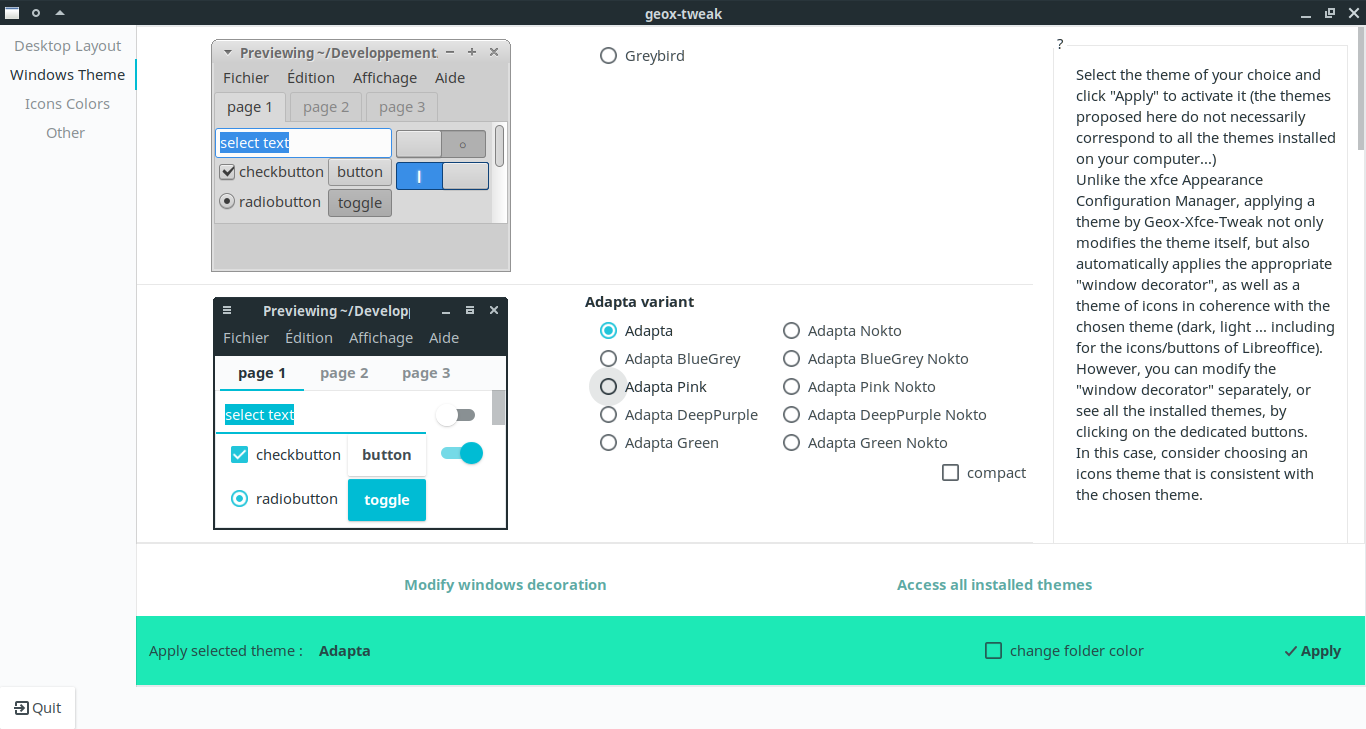 geox-tweak
Desktop Layout
Windows Theme
Icons Colors
Other
Previewing ~/Developpement
Fichier Édition Affichage Aide
page 1 page 2 page 3
select text
checkbutton button
radiobutton toggle
Greybird
Previewing ~/Develop
Fichier Édition Affichage Aide
page 1 page 2 page 3
select text
checkbutton button
radiobutton toggle
Adapta variant
Adapta Adapta Nokto
Adapta BlueGrey Adapta BlueGrey Nokto
Adapta Pink Adapta Pink Nokto
Adapta DeepPurple Adapta DeepPurple Nokto
Adapta Green Adapta Green Nokto
compact
?
Select the theme of your choice and
click "Apply" to activate it (the themes
proposed here do not necessarily
correspond to all the themes installed
on your computer...)
Unlike the xfce Appearance
Configuration Manager, applying a
theme by Geox-Xfce-Tweak not only
modifies the theme itself, but also
automatically applies the appropriate
"window decorator", as well as a
theme of icons in coherence with the
chosen theme (dark, light ... including
for the icons/buttons of Libreoffice).
However, you can modify the
"window decorator" separately, or
see all the installed themes, by
clicking on the dedicated buttons.
In this case, consider choosing an
icons theme that is consistent with
the chosen theme.
Modify windows decoration Access all installed themes
Apply selected theme : Adapta change folder color Apply
Quit